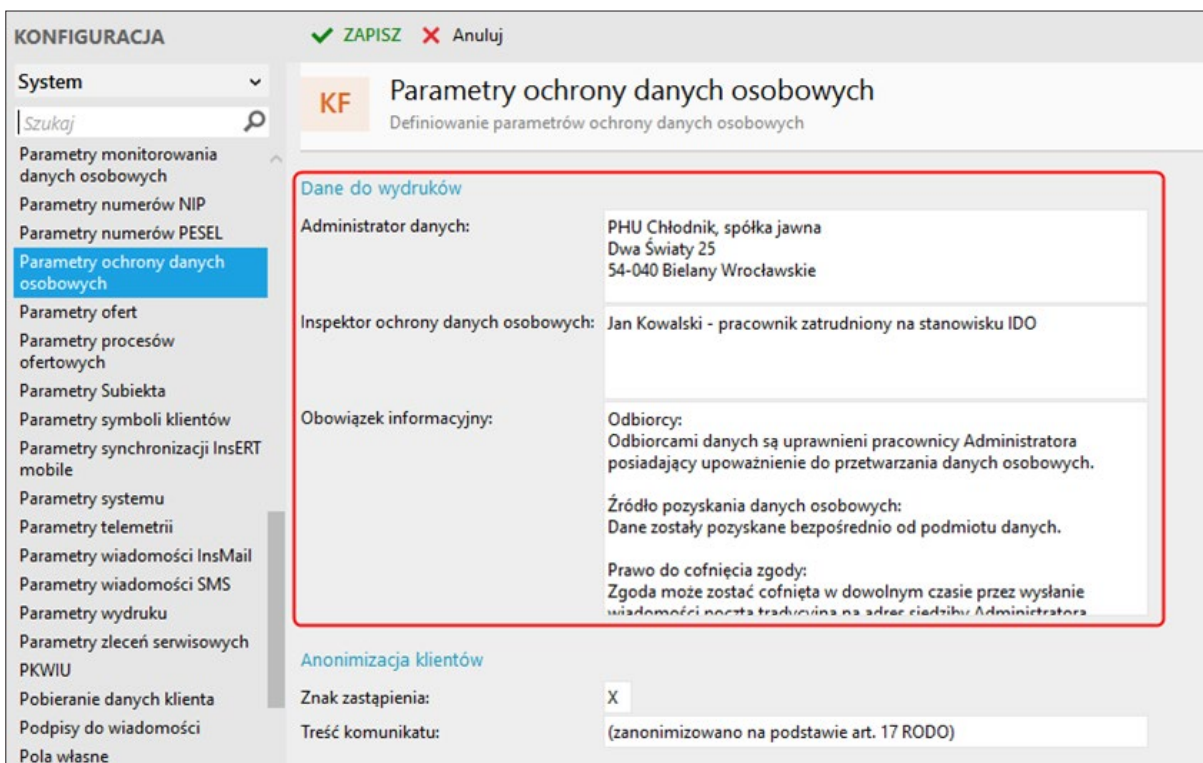 KONFIGURACJA
ZAPISZ
Anuluj
System
Szukaj
Parametry monitorowania
danych osobowych
Parametry numerów NIP
Parametry numerów PESEL
Parametry ochrony danych
osobowych
Parametry ofert
Parametry procesów
ofertowych
Parametry Subiekta
Parametry symboli klientów
Parametry synchronizacji InsERT
mobile
Parametry systemu
Parametry telemetrii
Parametry wiadomości InsMail
Parametry wiadomości SMS
Parametry wydruku
Parametry zleceń serwisowych
PKWIU
Pobieranie danych klienta
Podpisy do wiadomości
Pola własne
KF
Parametry ochrony danych osobowych
Definiowanie parametrów ochrony danych osobowych
Dane do wydruków
Administrator danych:
PHU Chłodnik, spółka jawna
Dwa Światy 25
54-040 Bielany Wrocławskie
Inspektor ochrony danych osobowych:
Jan Kowalski - pracownik zatrudniony na stanowisku IDO
Obowiązek informacyjny:
Odbiorcy:
Odbiorcami danych są uprawnieni pracownicy Administratora
posiadający upoważnienie do przetwarzania danych osobowych.
Źródło pozyskania danych osobowych:
Dane zostały pozyskane bezpośrednio od podmiotu danych.
Prawo do cofnięcia zgody:
Zgoda może zostać cofnięta w dowolnym czasie przez wysłanie
wiadomości pocztą tradycyjną na adres siedziby Administratora
Anonimizacja klientów
Znak zastąpienia:
X
Treść komunikatu:
(zanonimizowano na podstawie art. 17 RODO)